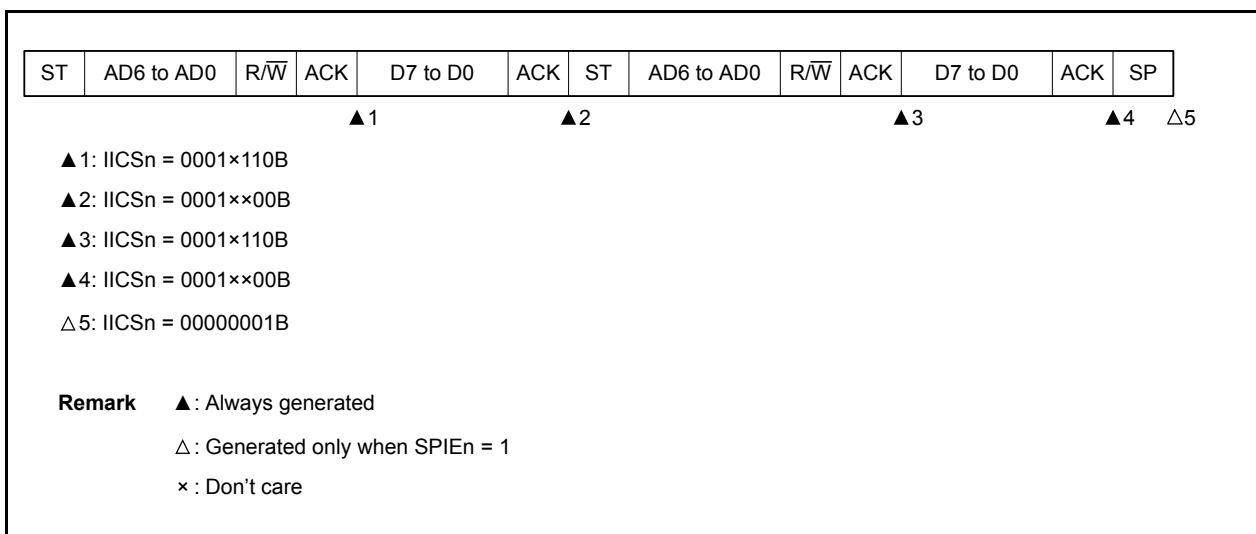 ST AD6 to AD0 R/W̅ ACK D7 to D0 ACK ST AD6 to AD0 R/W̅ ACK D7 to D0 ACK SP
▲1 ▲2 ▲3 ▲4 △5
▲1: IICSn = 0001×110B
▲2: IICSn = 0001××00B
▲3: IICSn = 0001×110B
▲4: IICSn = 0001××00B
△5: IICSn = 00000001B
Remark ▲: Always generated
△: Generated only when SPIEn = 1
×: Don’t care